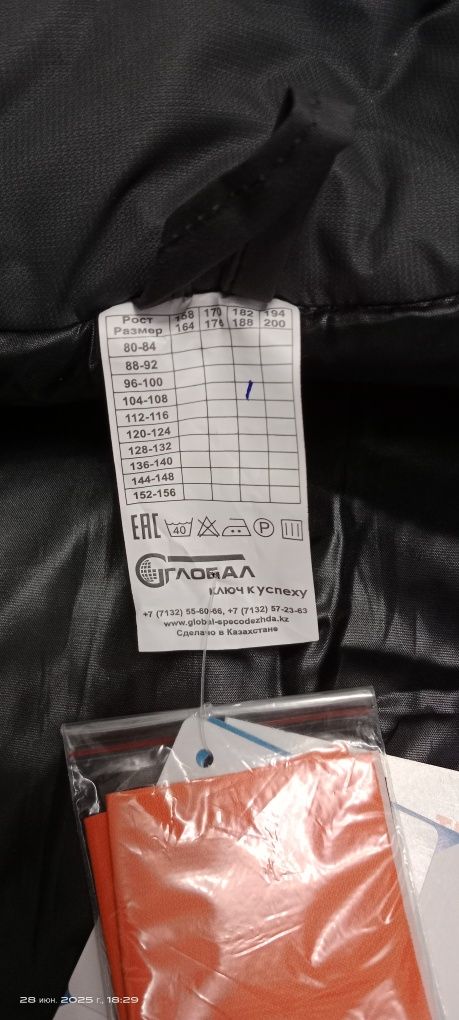 Рост 158 170 182 194
Размер 164 176 188 200
80-84
88-92
96-100
104-108
112-116
120-124
128-132
136-140
144-148
152-156
EAC 40 P
ГЛОБАЛ
КЛЮЧ К УСПЕХУ
+7 (7132) 55-60-66, +7 (7132) 57-23-63
www.global-specodezhda.kz
Сделано в Казахстане
28 июн. 2025 г., 18:29